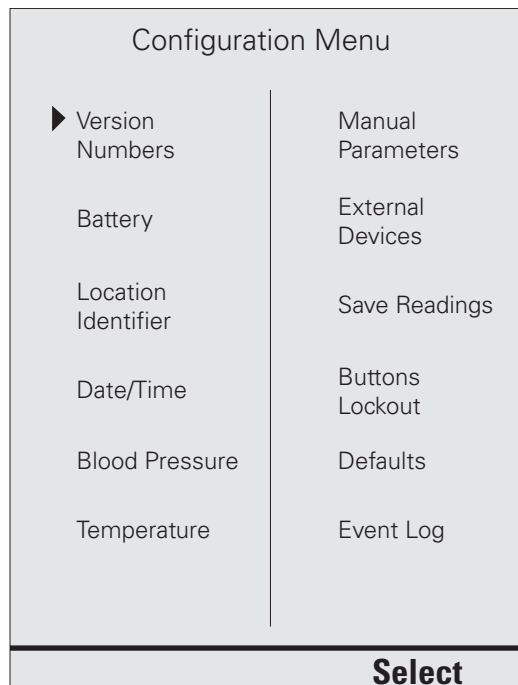 Configuration Menu
Version
Numbers
Battery
Location
Identifier
Date/Time
Blood Pressure
Temperature
Manual
Parameters
External
Devices
Save Readings
Buttons
Lockout
Defaults
Event Log
Select